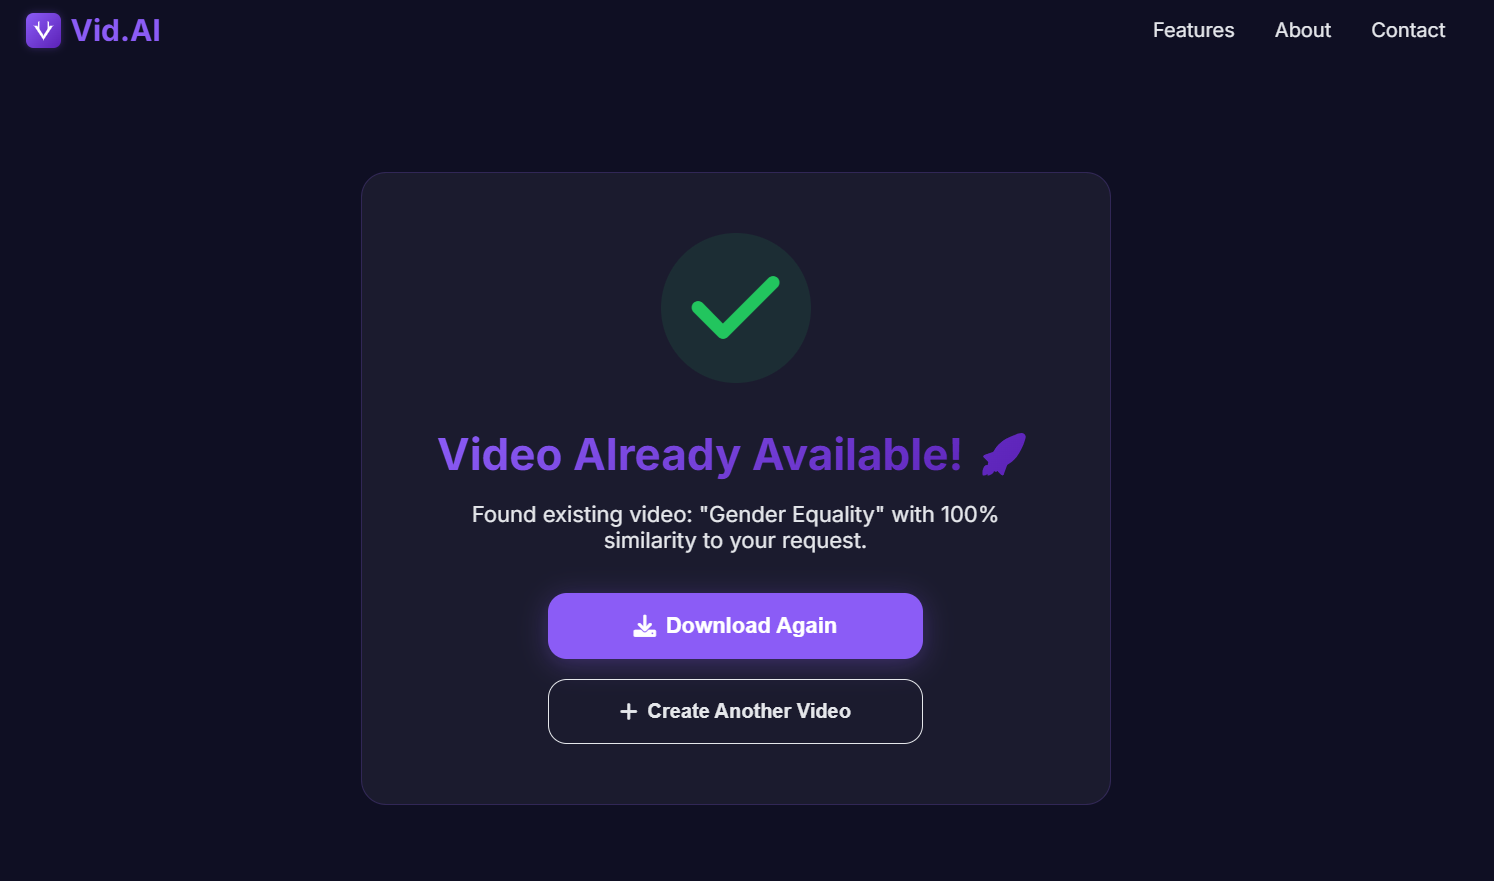 Vid.AI
Features
About
Contact
Video Already Available!
Found existing video: "Gender Equality" with 100%
similarity to your request.
Download Again
Create Another Video